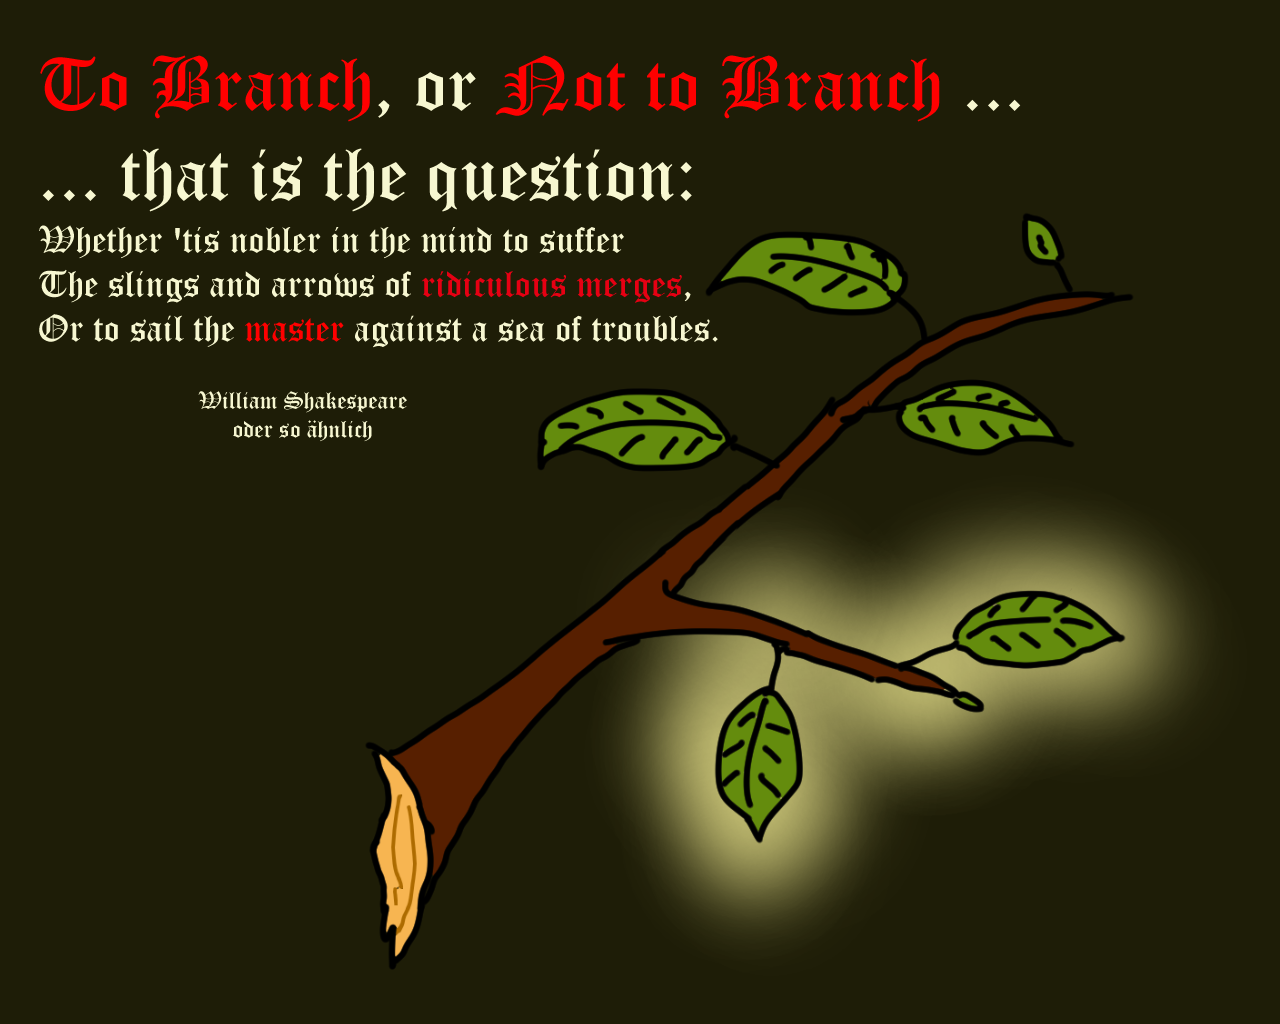 To Branch, or Not to Branch ...
... that is the question:
Whether 'tis nobler in the mind to suffer
The slings and arrows of ridiculous merges,
Or to sail the master against a sea of troubles.
William Shakespeare
oder so ähnlich